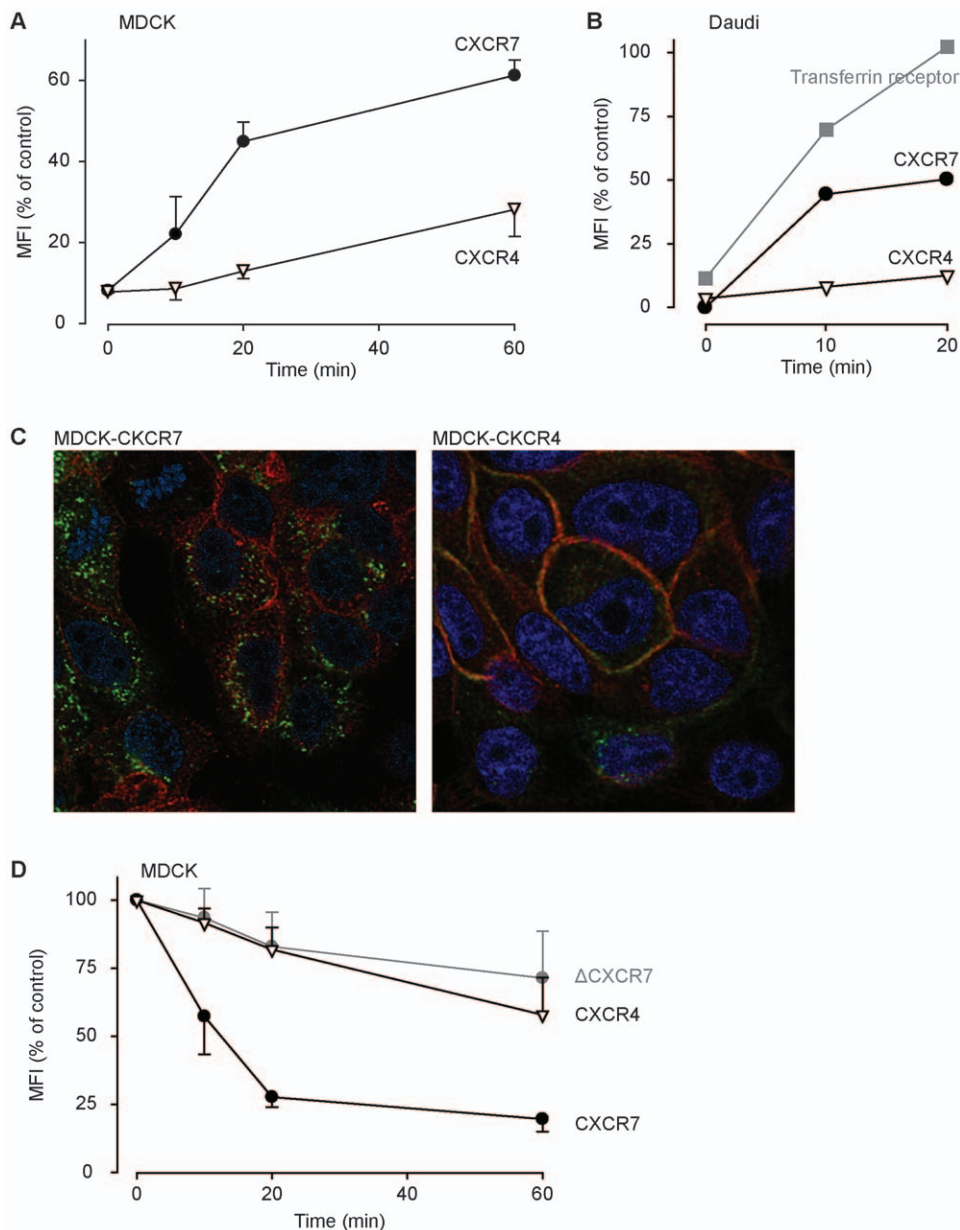 A
MDCK
CXCR7
60
40
20
0
MFI (% of control)
CXCR4
0
20
40
60
Time (min)
B
Daudi
100
75
50
25
0
MFI (% of control)
Transferrin receptor
CXCR7
CXCR4
0
10
20
Time (min)
C
MDCK-CKCR7
MDCK-CKCR4
D
MDCK
100
75
50
25
0
MFI (% of control)
ΔCXCR7
CXCR4
CXCR7
0
20
40
60
Time (min)